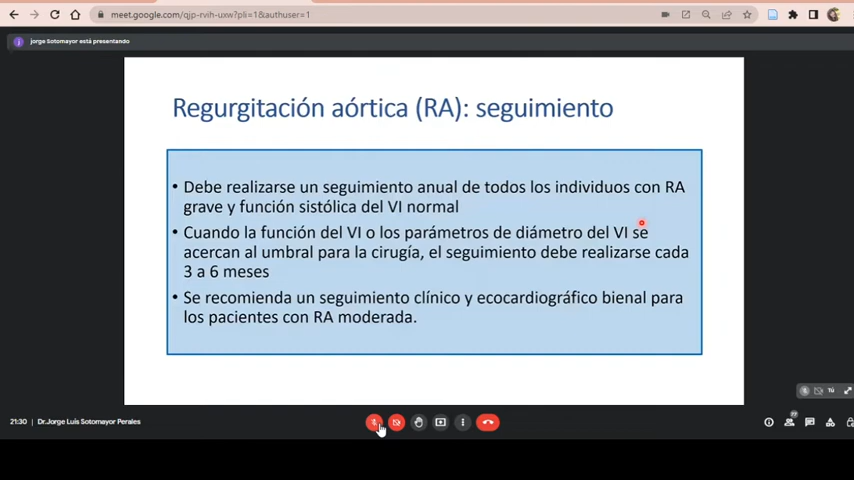 meet.google.com/qjp-rvih-uxw?pli=1&authuser=1
j jorge Sotomayor está presentando
Regurgitación aórtica (RA): seguimiento
• Debe realizarse un seguimiento anual de todos los individuos con RA
grave y función sistólica del VI normal
• Cuando la función del VI o los parámetros de diámetro del VI se
acercan al umbral para la cirugía, el seguimiento debe realizarse cada
3 a 6 meses
• Se recomienda un seguimiento clínico y ecocardiográfico bienal para
los pacientes con RA moderada.
Tú
21:30 | Dr.Jorge Luis Sotomayor Perales